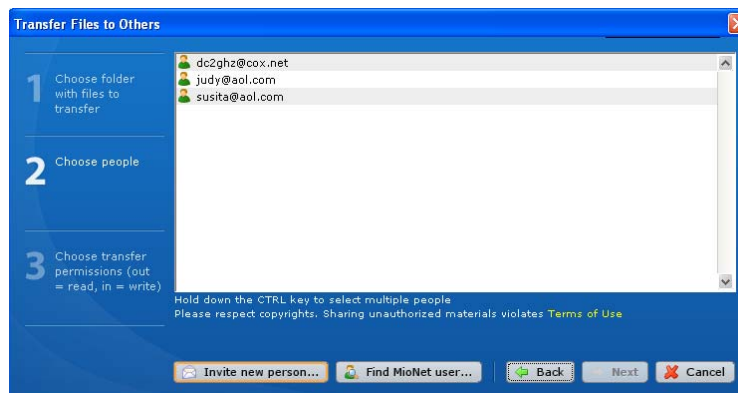 Transfer Files to Others
1
Choose folder
with files to
transfer
2
Choose people
3
Choose transfer
permissions (out
= read, in = write)
dc2ghz@cox.net
judy@aol.com
susita@aol.com
Hold down the CTRL key to select multiple people
Please respect copyrights. Sharing unauthorized materials violates Terms of Use
Invite new person...
Find MioNet user...
Back
Next
Cancel